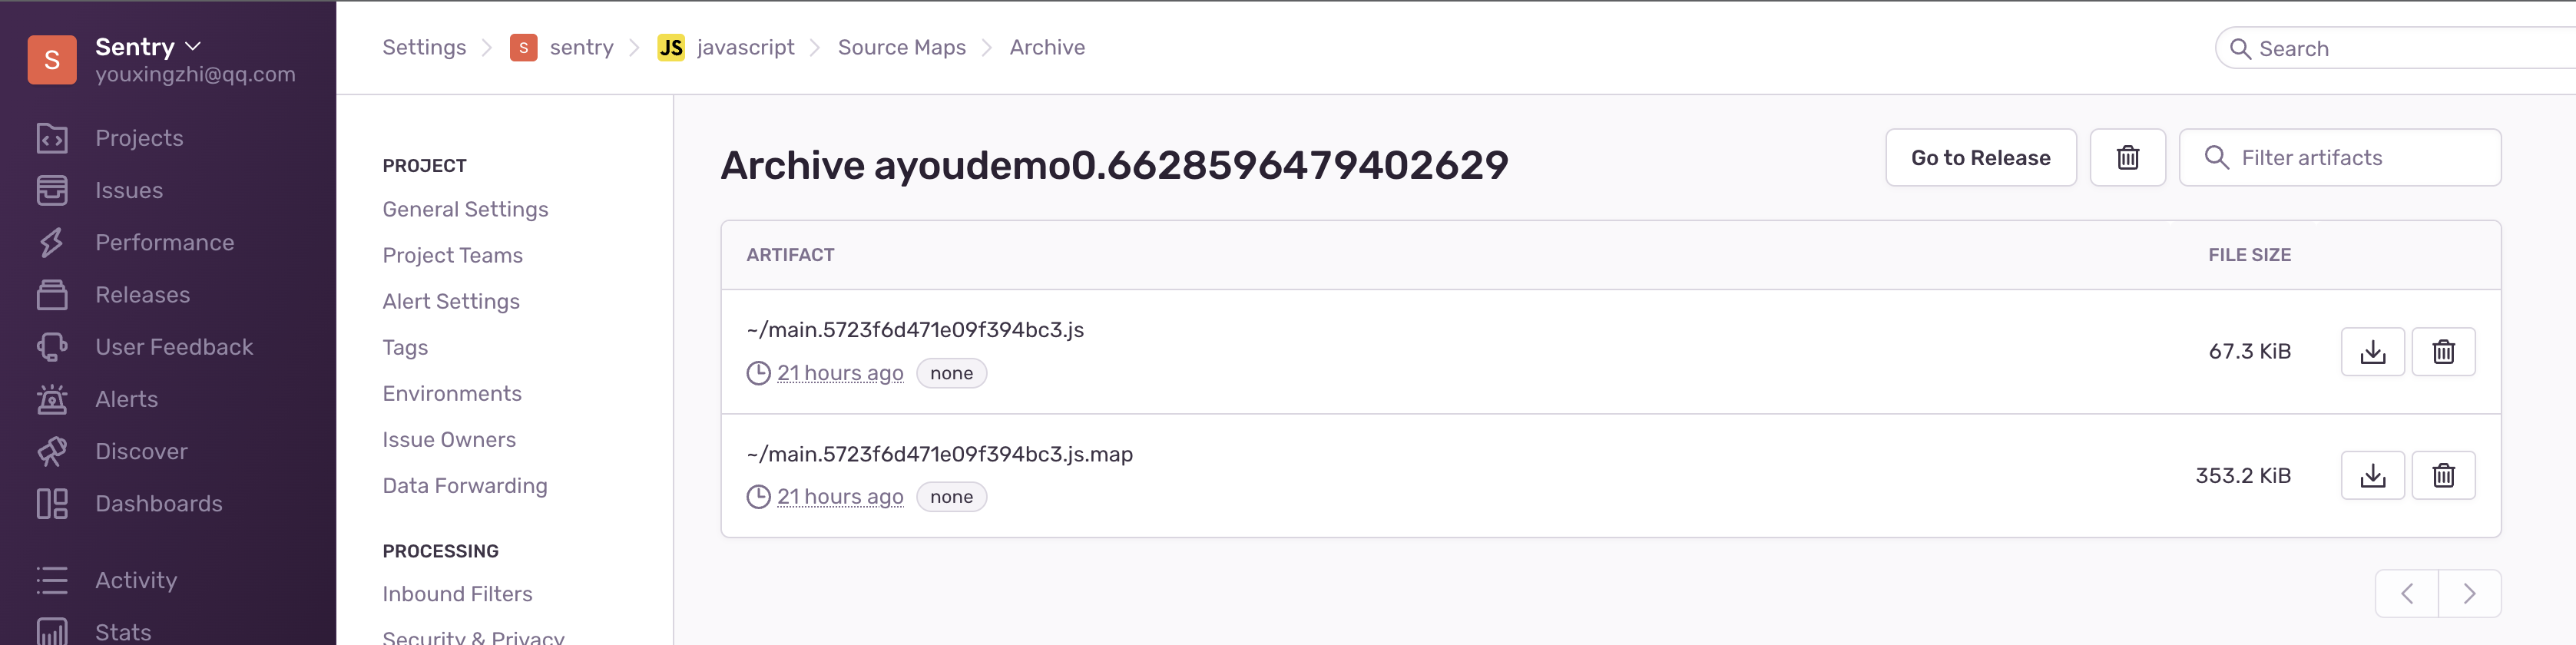 S
Sentry
youxingzhi@qq.com
Projects
Issues
Performance
Releases
User Feedback
Alerts
Discover
Dashboards
Activity
Stats
Settings
S sentry
JS javascript
Source Maps
Archive
Search
PROJECT
General Settings
Project Teams
Alert Settings
Tags
Environments
Issue Owners
Data Forwarding
PROCESSING
Inbound Filters
Security & Privacy
Archive ayoudemo0.6628596479402629
Go to Release
Filter artifacts
ARTIFACT
FILE SIZE
~/main.5723f6d471e09f394bc3.js
21 hours ago
none
67.3 KiB
~/main.5723f6d471e09f394bc3.js.map
21 hours ago
none
353.2 KiB